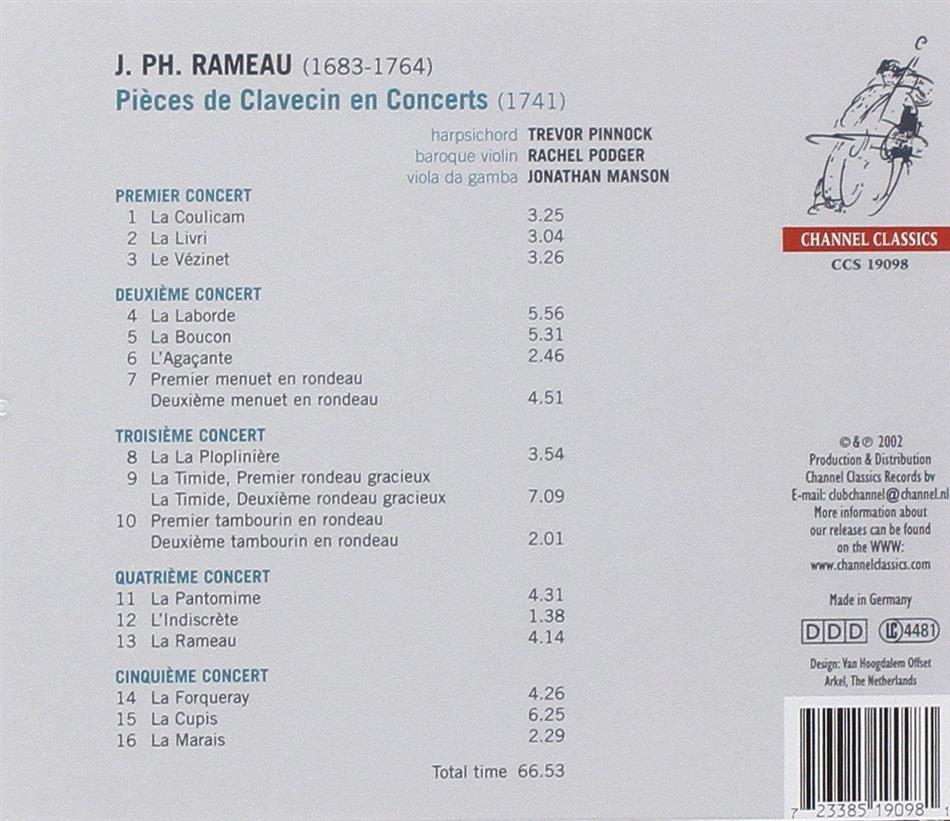 J. PH. RAMEAU (1683-1764)
Pièces de Clavecin en Concerts (1741)
harpsichord TREVOR PINNOCK
baroque violin RACHEL PODGER
viola da gamba JONATHAN MANSON
PREMIER CONCERT
1 La Coulicam 3.25
2 La Livri 3.04
3 Le Vézinet 3.26
DEUXIÈME CONCERT
4 La Laborde 5.56
5 La Boucon 5.31
6 L'Agaçante 2.46
7 Premier menuet en rondeau
Deuxième menuet en rondeau 4.51
TROISIÈME CONCERT
8 La La Ploplinière 3.54
9 La Timide, Premier rondeau gracieux
La Timide, Deuxième rondeau gracieux 7.09
10 Premier tambourin en rondeau
Deuxième tambourin en rondeau 2.01
QUATRIÈME CONCERT
11 La Pantomime 4.31
12 L'Indiscrète 1.38
13 La Rameau 4.14
CINQUIÈME CONCERT
14 La Forqueray 4.26
15 La Cupis 6.25
16 La Marais 2.29
Total time 66.53
CHANNEL CLASSICS
CCS 19098
©&℗ 2002
Production & Distribution
Channel Classics Records bv
E-mail: clubchannel@channel.nl
More information about
our releases can be found
on the WWW:
www.channelclassics.com
Made in Germany
DDD LC 4481
Design: Van Hoogdalem Offset
Arkel, The Netherlands
7 23385 19098 1